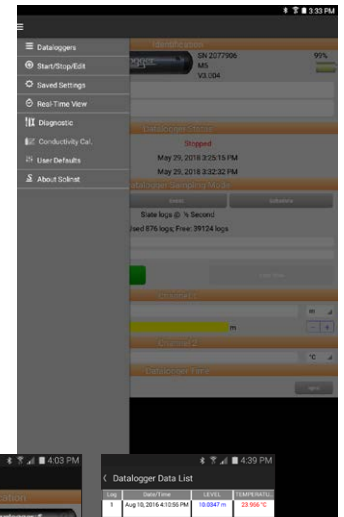 3:33 PM
Dataloggers
Start/Stop/Edit
Saved Settings
Real-Time View
Diagnostic
Conductivity Cal.
User Defaults
About Solinst
Identification
SN 2077906
99%
M5
V3.004
Datalogger Status
Stopped
May 29, 2018 3:25:16 PM
May 29, 2018 3:32:32 PM
Datalogger Sampling Mode
Slate logs @ ½ Second
Used 876 logs; Free: 39124 logs
Channel 1
m
m
- +
Channel 2
°C
Datalogger Time
4:03 PM
4:39 PM
Datalogger Data List
Log Date/Time LEVEL TEMPERATU..
1 Aug 10, 2016 4:10:56 PM 10.0347 m 23.956 °C